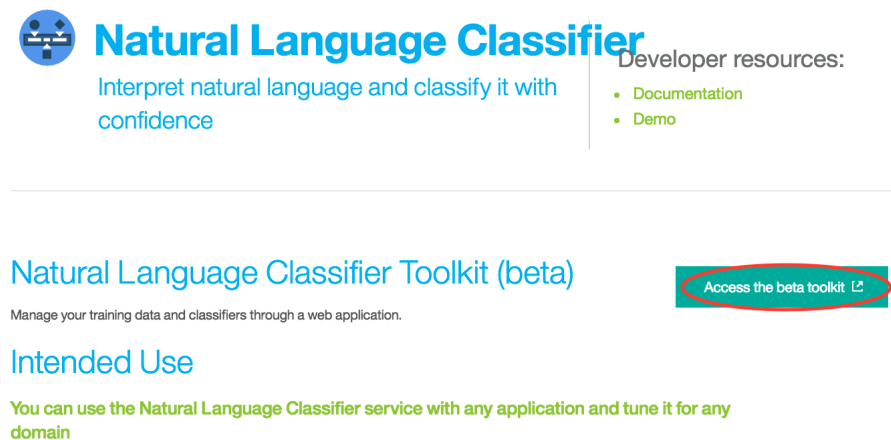 Natural Language Classifier
Interpret natural language and classify it with
confidence
Developer resources:
Documentation
Demo
Natural Language Classifier Toolkit (beta)
Access the beta toolkit
Manage your training data and classifiers through a web application.
Intended Use
You can use the Natural Language Classifier service with any application and tune it for any
domain